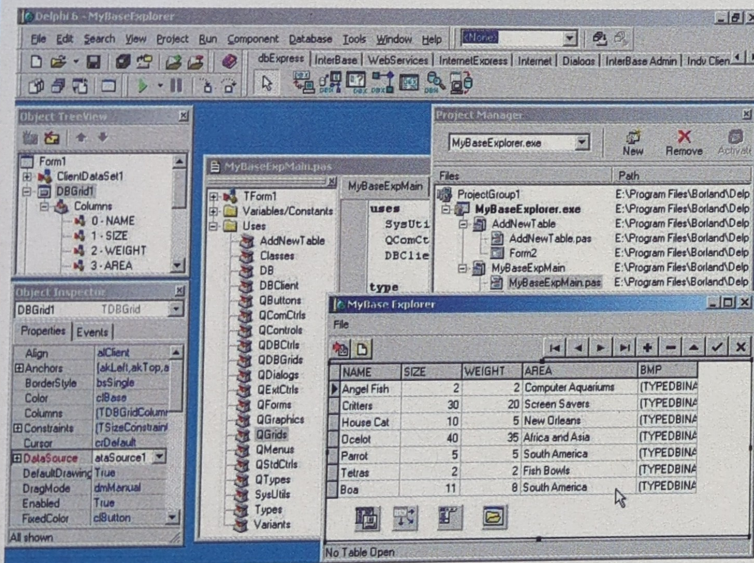 Delphi 6 - MyBaseExplorer
File Edit Search View Project Run Component Database Tools Window Help <None>
dbExpress InterBase WebServices InternetExpress Internet Dialogs InterBase Admin Indy Clien
Object TreeView
Form1
ClientDataSet1
DBGrid1
Columns
0 - NAME
1 - SIZE
2 - WEIGHT
3 - AREA
Object Inspector
DBGrid1 TDBGrid
Properties Events
Align alClient
Anchors [akLeft,akTop,a
BorderStyle bsSingle
Color clBase
Columns (TDBGridColumn
Constraints (TSizeConstraint
Cursor crDefault
DataSource ataSource1
DefaultDrawing True
DragMode dmManual
Enabled True
FixedColor clButton
All shown
MyBaseExpMain.pas
TForm1
Variables/Constants
Uses
AddNewTable
Classes
DB
DBClient
QButtons
QComCtrls
QControls
QDBCtrls
QDBGrids
QDialogs
QExtCtrls
QForms
QGraphics
QGrids
QMenus
QStdCtrls
QTypes
SysUtils
Types
Variants
MyBaseExpMain
uses
SysUti
QComCt
DBClie
type
Project Manager
MyBaseExplorer.exe New Remove Activate
Files Path
ProjectGroup1 E:\Program Files\Borland\Delp
MyBaseExplorer.exe E:\Program Files\Borland\Delp
AddNewTable E:\Program Files\Borland\Delp
AddNewTable.pas E:\Program Files\Borland\Delp
Form2 E:\Program Files\Borland\Delp
MyBaseExpMain E:\Program Files\Borland\Delp
MyBaseExpMain.pas E:\Program Files\Borland\Delp
MyBase Explorer
File
NAME SIZE WEIGHT AREA BMP
Angel Fish 2 2 Computer Aquariums (TYPEDBINA
Critters 30 20 Screen Savers (TYPEDBINA
House Cat 10 5 New Orleans (TYPEDBINA
Ocelot 40 35 Africa and Asia (TYPEDBINA
Parrot 5 5 South America (TYPEDBINA
Tetras 2 2 Fish Bowls (TYPEDBINA
Boa 11 8 South America (TYPEDBINA
No Table Open